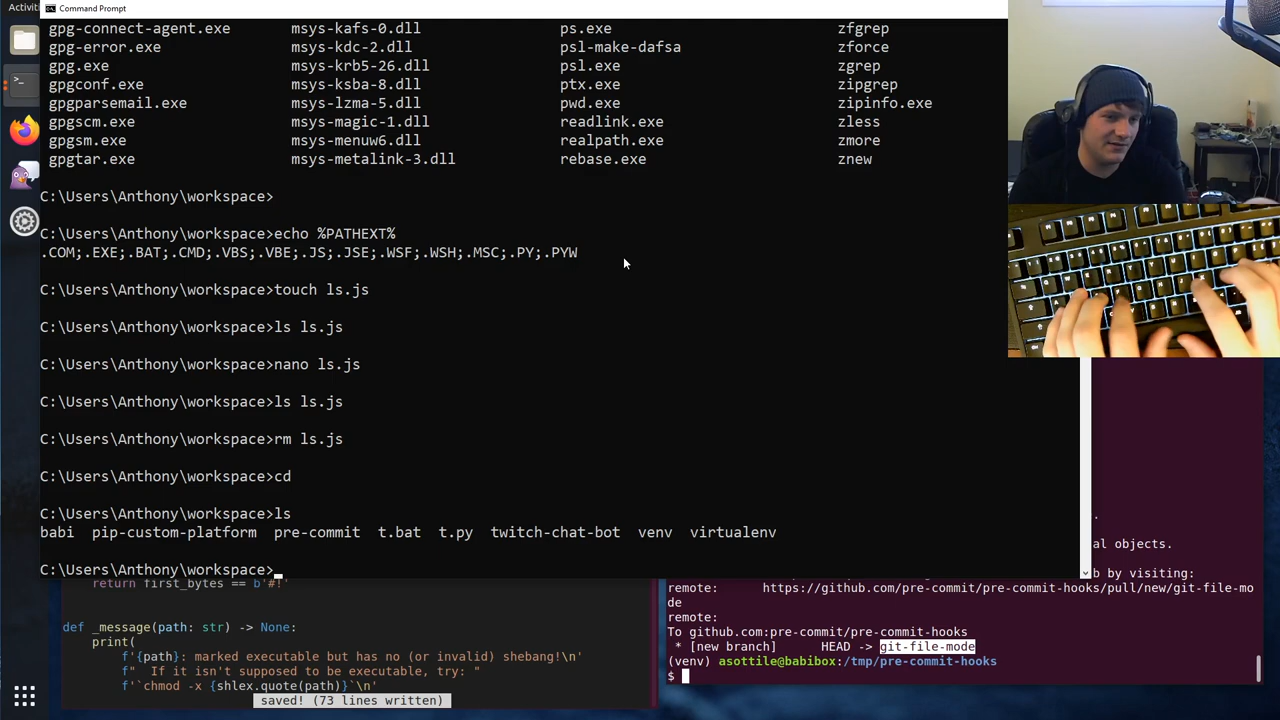 Activiti
Command Prompt
gpg-connect-agent.exe msys-kafs-0.dll ps.exe zfgrep
gpg-error.exe msys-kdc-2.dll psl-make-dafsa zforce
gpg.exe msys-krb5-26.dll psl.exe zgrep
gpgconf.exe msys-ksba-8.dll ptx.exe zipgrep
gpgparsemail.exe msys-lzma-5.dll pwd.exe zipinfo.exe
gpgscm.exe msys-magic-1.dll readlink.exe zless
gpgsm.exe msys-menuw6.dll realpath.exe zmore
gpgtar.exe msys-metalink-3.dll rebase.exe znew
C:\Users\Anthony\workspace>
C:\Users\Anthony\workspace>echo %PATHEXT%
.COM;.EXE;.BAT;.CMD;.VBS;.VBE;.JS;.JSE;.WSF;.WSH;.MSC;.PY;.PYW
C:\Users\Anthony\workspace>touch ls.js
C:\Users\Anthony\workspace>ls ls.js
C:\Users\Anthony\workspace>nano ls.js
C:\Users\Anthony\workspace>ls ls.js
C:\Users\Anthony\workspace>rm ls.js
C:\Users\Anthony\workspace>cd
C:\Users\Anthony\workspace>ls
babi pip-custom-platform pre-commit t.bat t.py twitch-chat-bot venv virtualenv
C:\Users\Anthony\workspace>
return first_bytes == b'#!'
def _message(path: str) -> None:
print(
f'{path}: marked executable but has no (or invalid) shebang!\n'
f" If it isn't supposed to be executable, try: "
f'`chmod -x {shlex.quote(path)}`\n'
saved! (73 lines written)
.
al objects.
b by visiting:
remote: https://github.com/pre-commit/pre-commit-hooks/pull/new/git-file-mo
de
remote:
To github.com:pre-commit/pre-commit-hooks
* [new branch] HEAD -> git-file-mode
(venv) asottile@babibox:/tmp/pre-commit-hooks
$